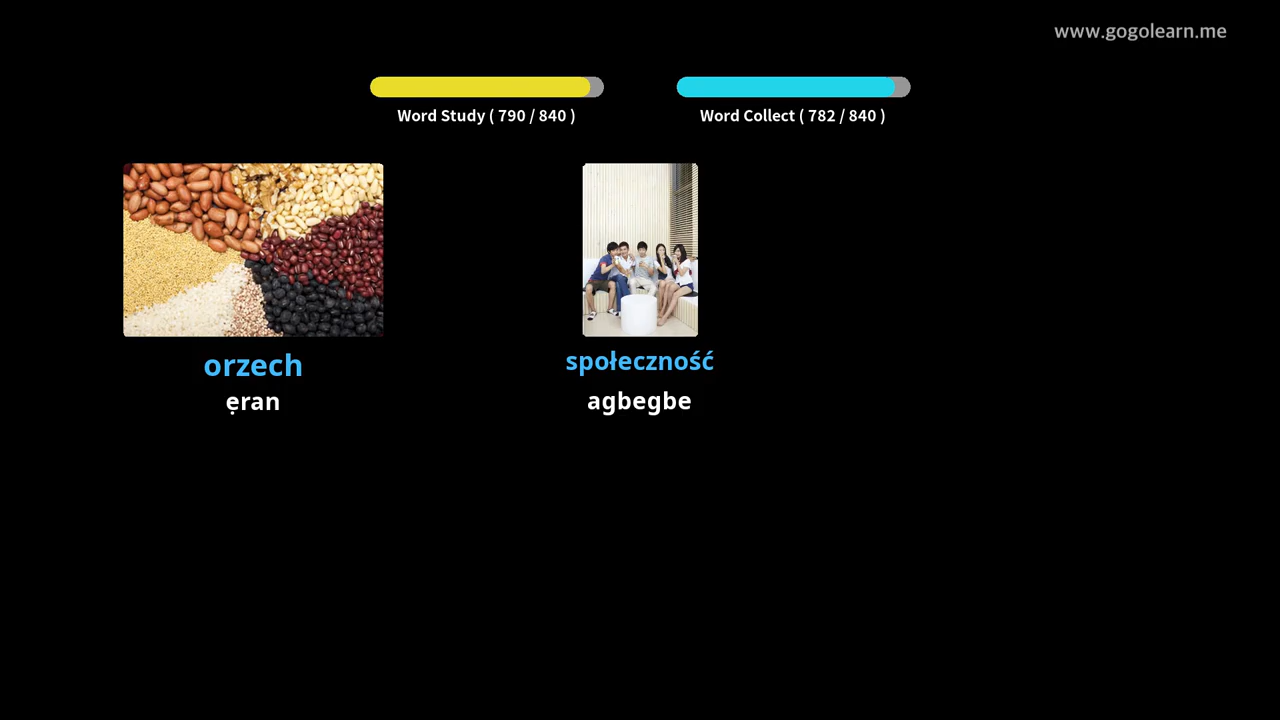 www.gogolearn.me
Word Study ( 790 / 840 )
Word Collect ( 782 / 840 )
orzech
ẹran
społeczność
agbegbe